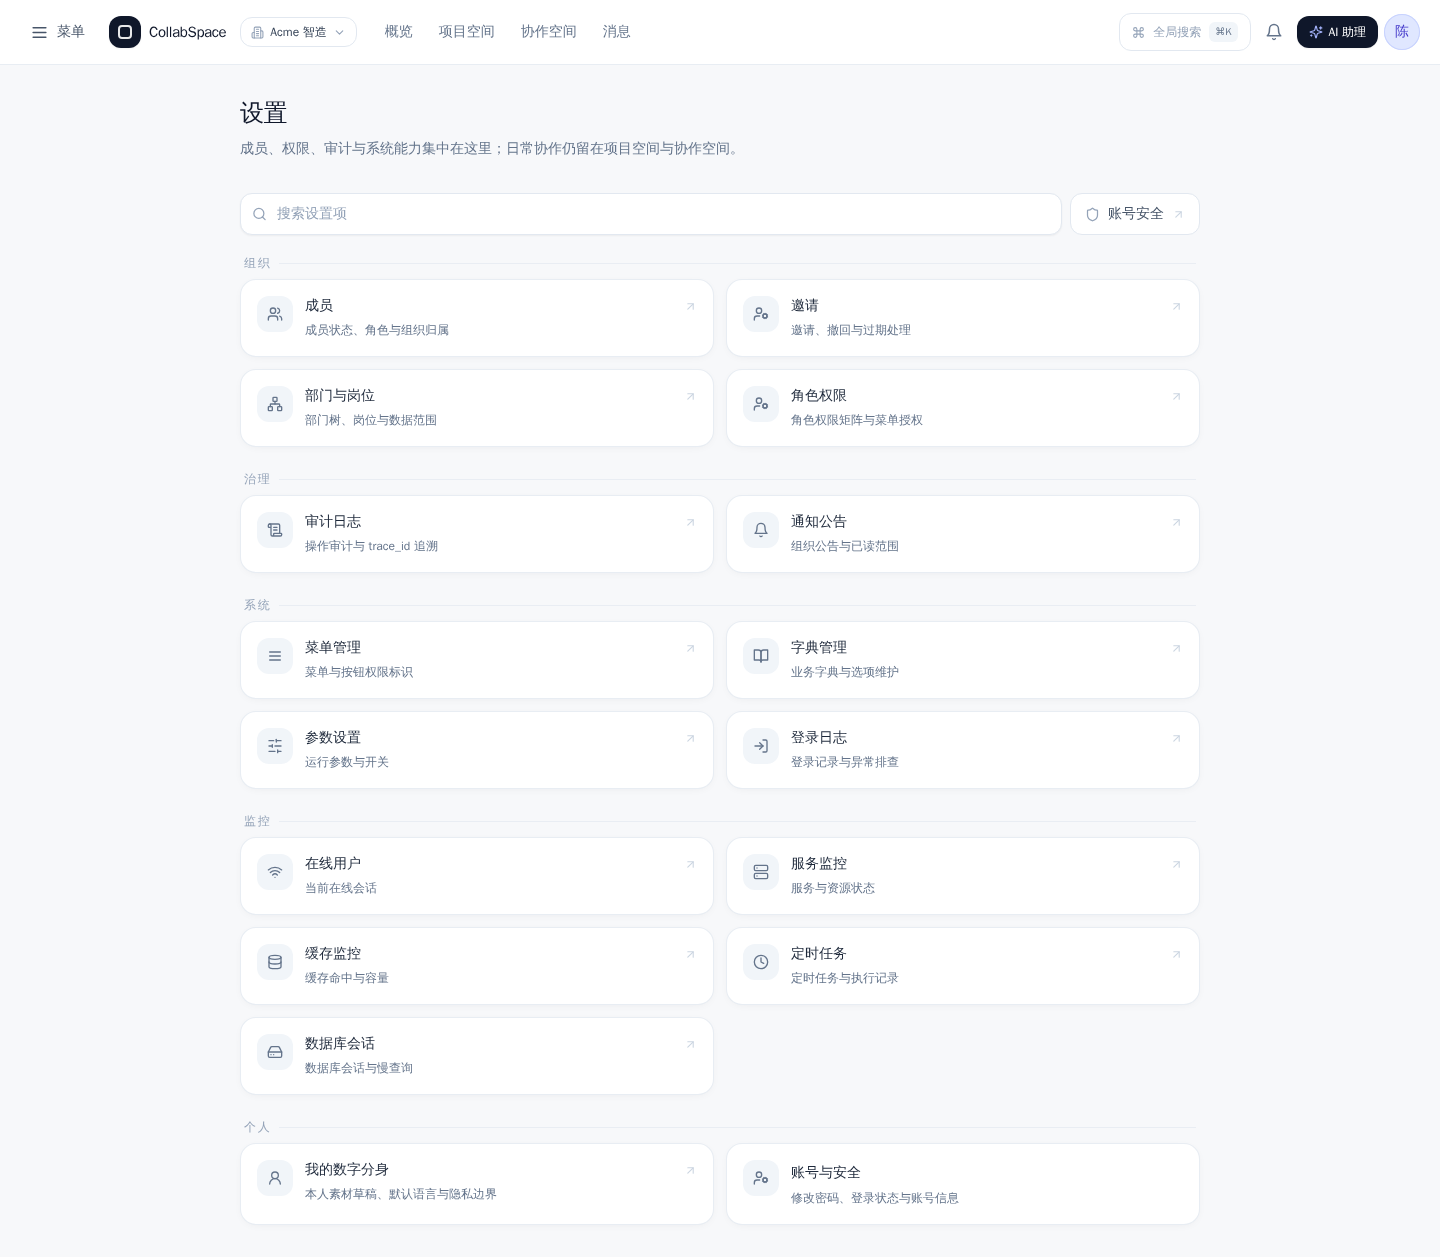 菜单
CollabSpace
Acme 智造
概览
项目空间
协作空间
消息
全局搜索
⌘K
AI 助理
陈
设置
成员、权限、审计与系统能力集中在这里；日常协作仍留在项目空间与协作空间。
搜索设置项
账号安全
组织
成员
成员状态、角色与组织归属
邀请
邀请、撤回与过期处理
部门与岗位
部门树、岗位与数据范围
角色权限
角色权限矩阵与菜单授权
治理
审计日志
操作审计与 trace_id 追溯
通知公告
组织公告与已读范围
系统
菜单管理
菜单与按钮权限标识
字典管理
业务字典与选项维护
参数设置
运行参数与开关
登录日志
登录记录与异常排查
监控
在线用户
当前在线会话
服务监控
服务与资源状态
缓存监控
缓存命中与容量
定时任务
定时任务与执行记录
数据库会话
数据库会话与慢查询
个人
我的数字分身
本人素材草稿、默认语言与隐私边界
账号与安全
修改密码、登录状态与账号信息